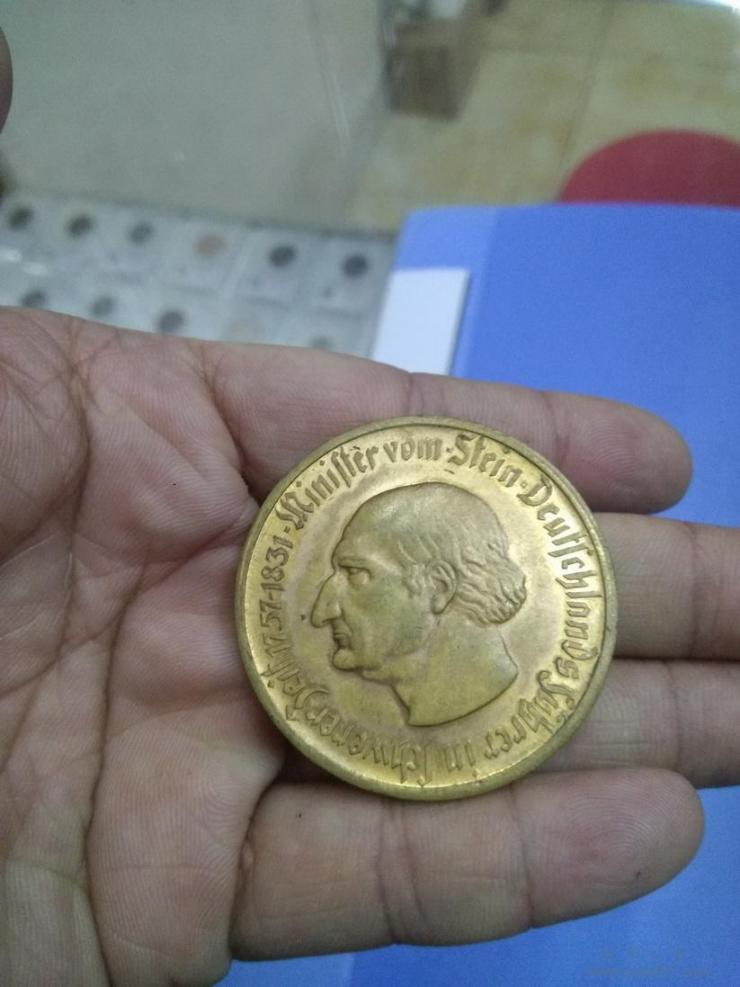 Minister vom Stein · Deutschlands Führer in schwerer Zeit 1757-1831 ·